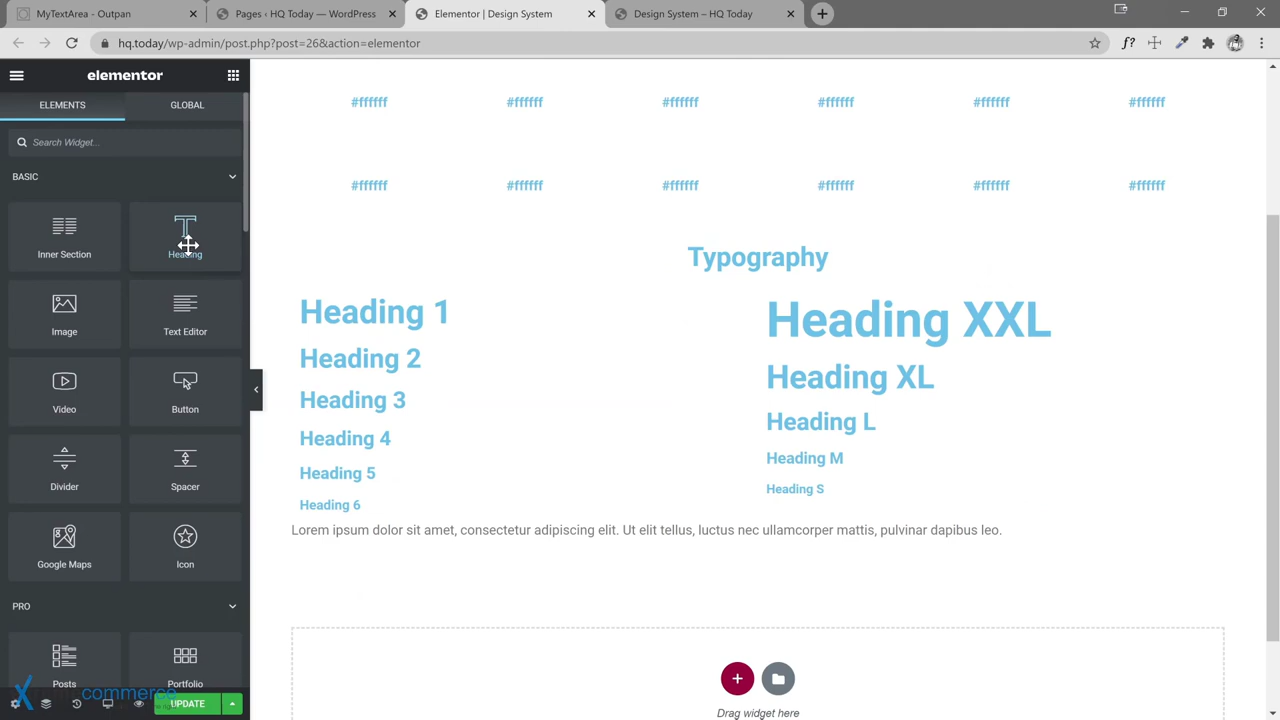 MyTextArea - Outpan
Pages ‹ HQ Today — WordPress
Elementor | Design System
Design System – HQ Today
hq.today/wp-admin/post.php?post=26&action=elementor
f?
elementor
ELEMENTS
GLOBAL
Search Widget...
BASIC
Inner Section
Heading
Image
Text Editor
Video
Button
Divider
Spacer
Google Maps
Icon
PRO
Posts
Portfolio
commerce
UPDATE
#ffffff #ffffff #ffffff #ffffff #ffffff #ffffff
#ffffff #ffffff #ffffff #ffffff #ffffff #ffffff
Typography
Heading 1
Heading 2
Heading 3
Heading 4
Heading 5
Heading 6
Heading XXL
Heading XL
Heading L
Heading M
Heading S
Lorem ipsum dolor sit amet, consectetur adipiscing elit. Ut elit tellus, luctus nec ullamcorper mattis, pulvinar dapibus leo.
Drag widget here